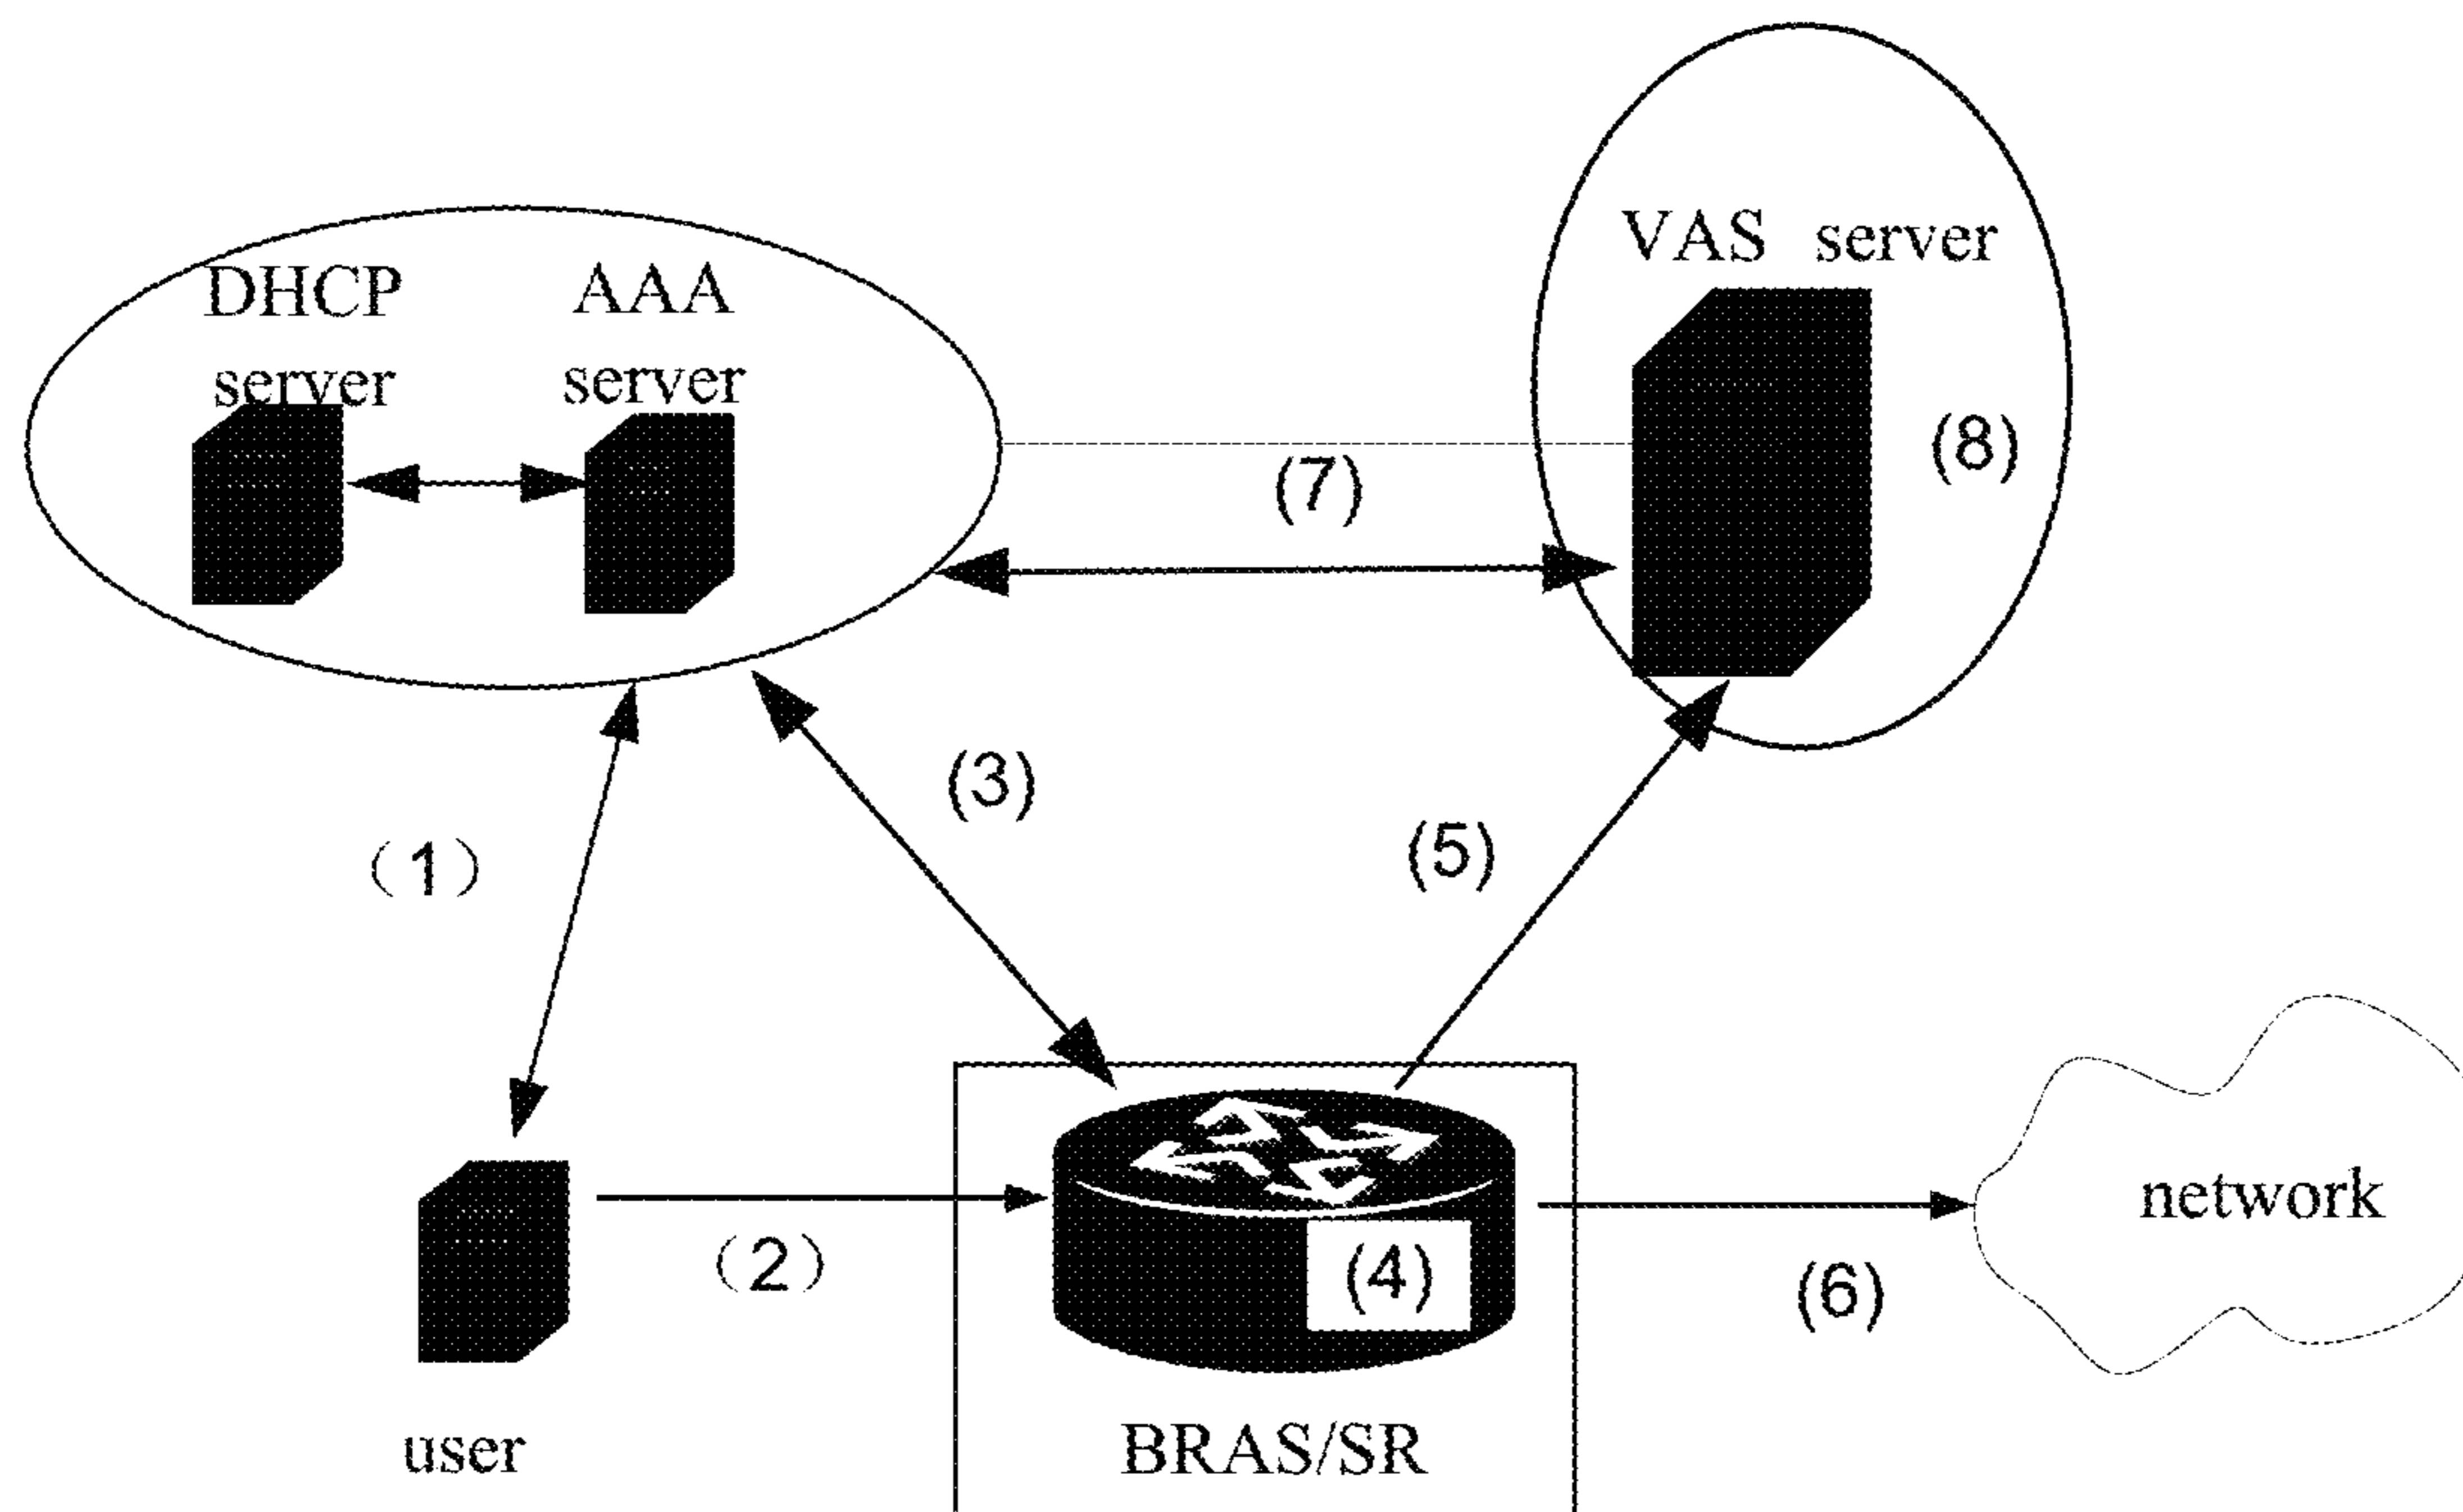 VAS server
DHCP
server
AAA
server
(8)
(7)
(3)
(5)
（1）
network
（2）
(4)
(6)
user
BRAS/SR